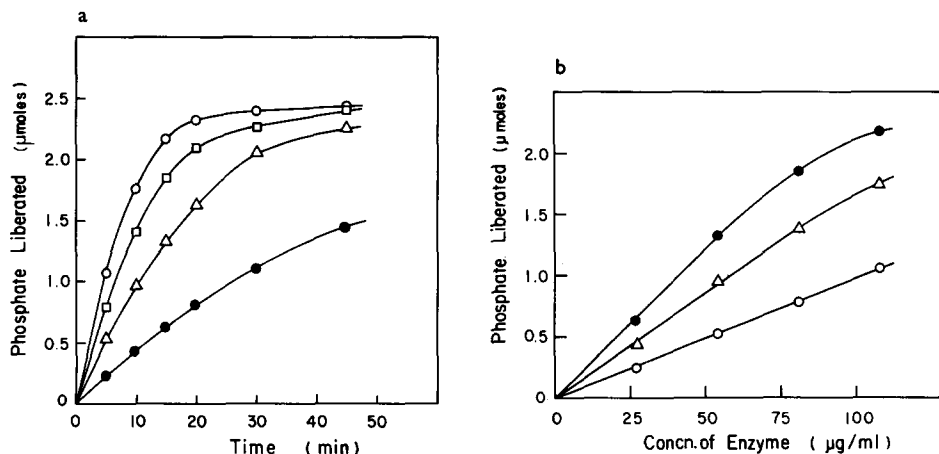 a
Phosphate Liberated (µmoles)
2.5
2.0
1.5
1.0
0.5
0
0 10 20 30 40 50
Time (min)
b
Phosphate Liberated (µmoles)
2.0
1.5
1.0
0.5
0
0 25 50 75 100
Concn.of Enzyme (µg/ml)